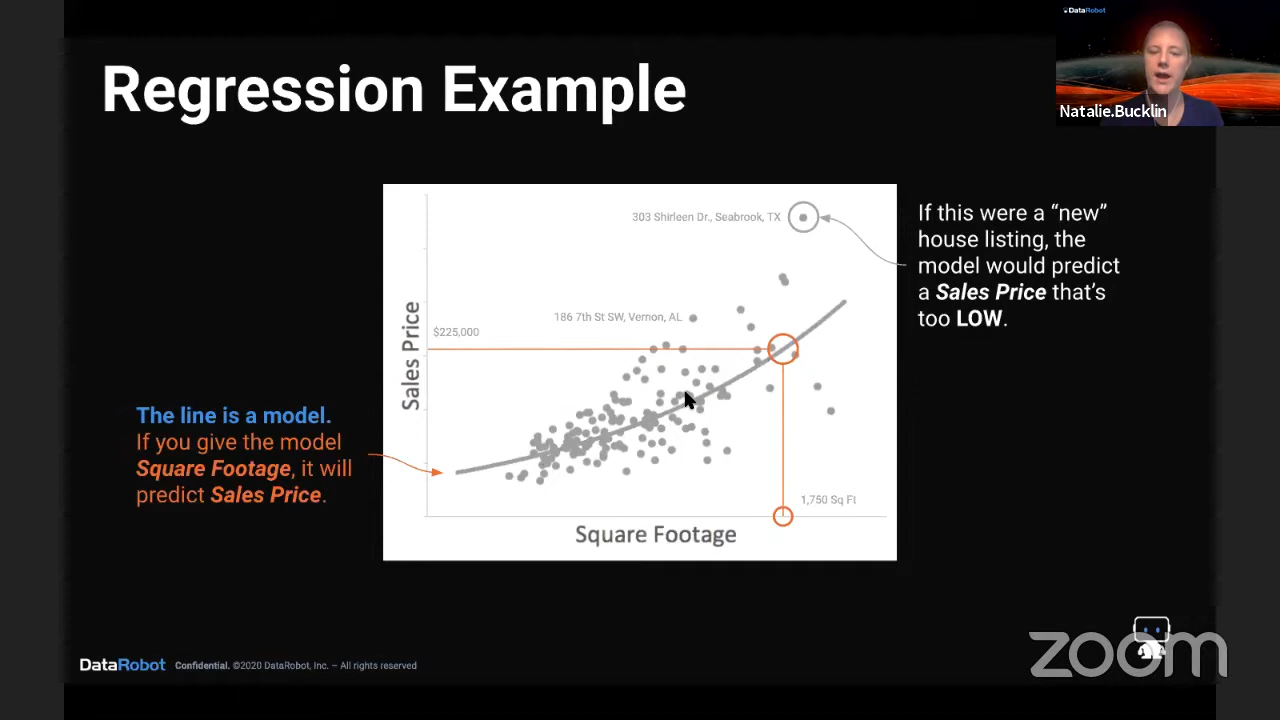 DataRobot
Natalie.Bucklin
Regression Example
303 Shirleen Dr., Seabrook, TX
If this were a “new”
house listing, the
model would predict
a Sales Price that’s
too LOW.
186 7th St SW, Vernon, AL
$225,000
Sales Price
The line is a model.
If you give the model
Square Footage, it will
predict Sales Price.
1,750 Sq Ft
Square Footage
DataRobot Confidential. ©2020 DataRobot, Inc. – All rights reserved
zoom